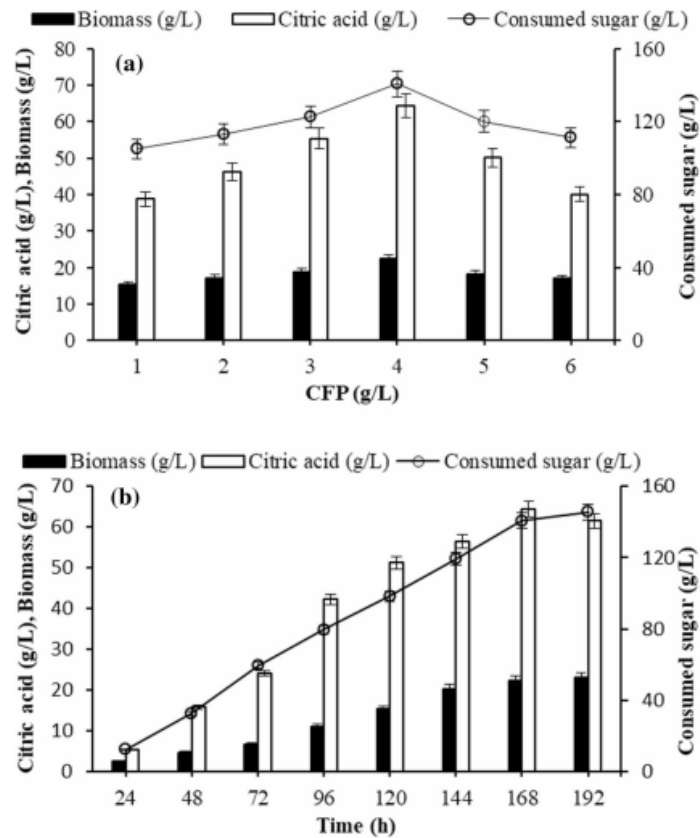 Biomass (g/L) Citric acid (g/L) Consumed sugar (g/L)
(a)
Citric acid (g/L), Biomass (g/L)
80
70
60
50
40
30
20
10
0
160
120
80
40
0
Consumed sugar (g/L)
1 2 3 4 5 6
CFP (g/L)
Biomass (g/L) Citric acid (g/L) Consumed sugar (g/L)
(b)
Citric acid (g/L), Biomass (g/L)
70
60
50
40
30
20
10
0
160
120
80
40
0
Consumed sugar (g/L)
24 48 72 96 120 144 168 192
Time (h)